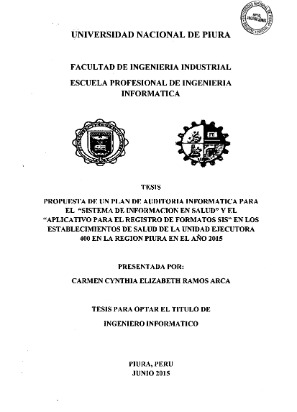 UNIVERSIDAD NACIONAL DE PIURA
FACULTAD DE INGENIERIA INDUSTRIAL
ESCUELA PROFESIONAL DE INGENIERIA
INFORMATICA
TESIS
PROPUESTA DE UN PLAN DE AUDITORIA INFORMATICA PARA
EL “SISTEMA DE INFORMACION EN SALUD” Y EL
“APLICATIVO PARA EL REGISTRO DE FORMATOS SIS” EN LOS
ESTABLECIMIENTOS DE SALUD DE LA UNIDAD EJECUTORA
400 EN LA REGION PIURA EN EL AÑO 2015
PRESENTADA POR:
CARMEN CYNTHIA ELIZABETH RAMOS ARCA
TESIS PARA OPTAR EL TITULO DE
INGENIERO INFORMATICO
PIURA, PERU
JUNIO 2015